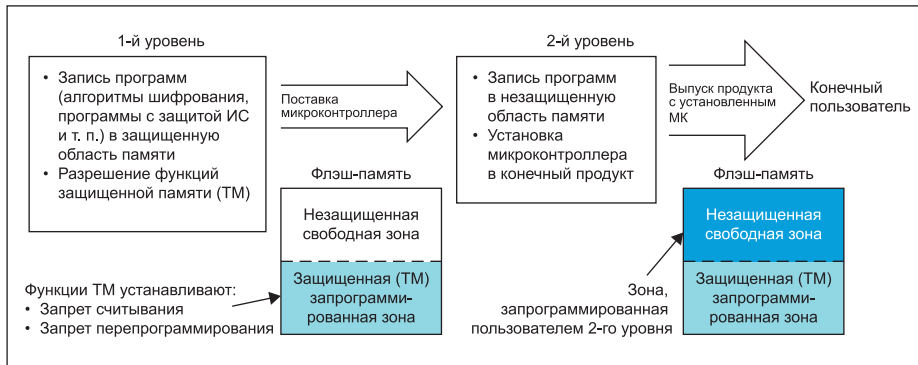 1-й уровень
• Запись программ
(алгоритмы шифрования,
программы с защитой ИС
и т. п.) в защищенную
область памяти
• Разрешение функций
защищенной памяти (ТМ)
Поставка
микроконтроллера
2-й уровень
• Запись программ
в незащищенную
область памяти
• Установка
микроконтроллера
в конечный продукт
Выпуск продукта
с установленным
МК
Конечный
пользователь
Флэш-память
Незащищенная
свободная зона
Защищенная (ТМ)
запрограмми-
рованная зона
Функции ТМ устанавливают:
• Запрет считывания
• Запрет перепрограммирования
Флэш-память
Незащищенная
свободная зона
Защищенная (ТМ)
запрограмми-
рованная зона
Зона,
запрограммированная
пользователем 2-го уровня